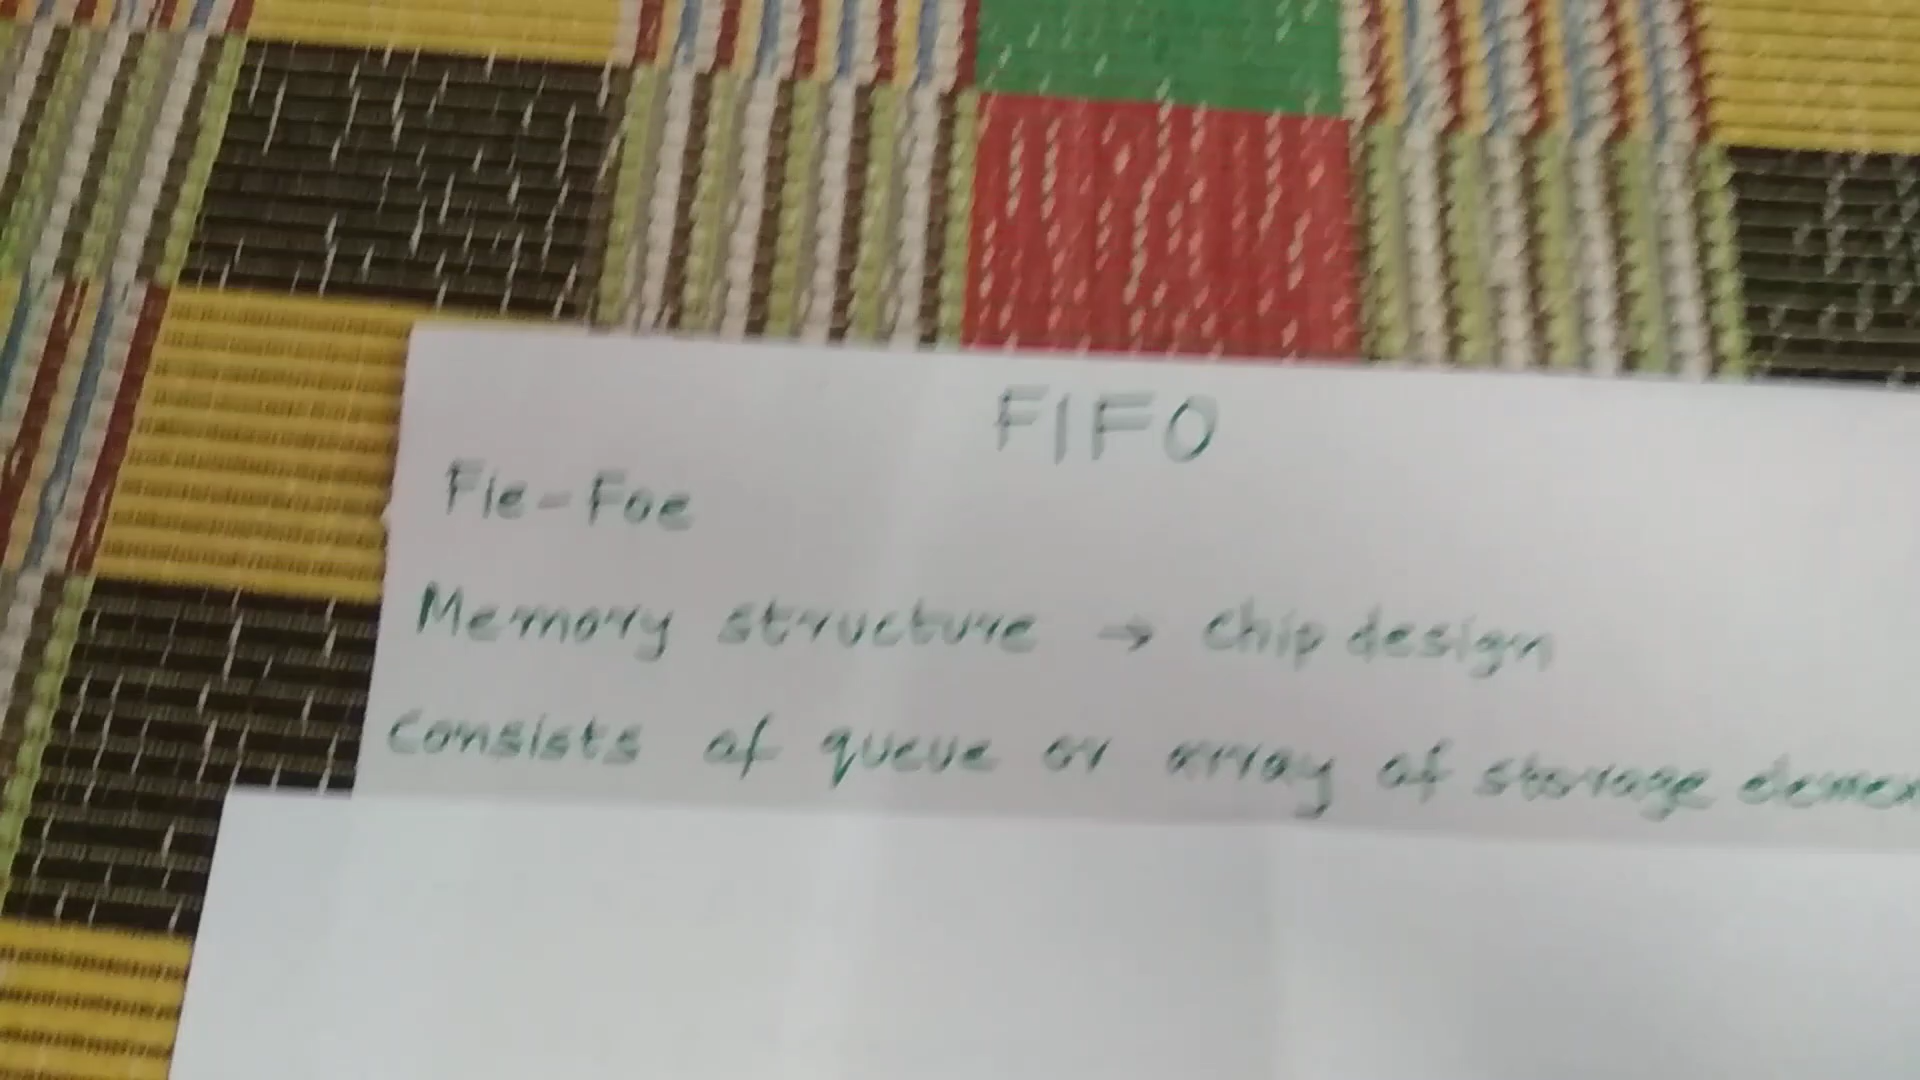 FIFO
Fie-Foe
Memory structure → chip design
consists of queue or array of storage